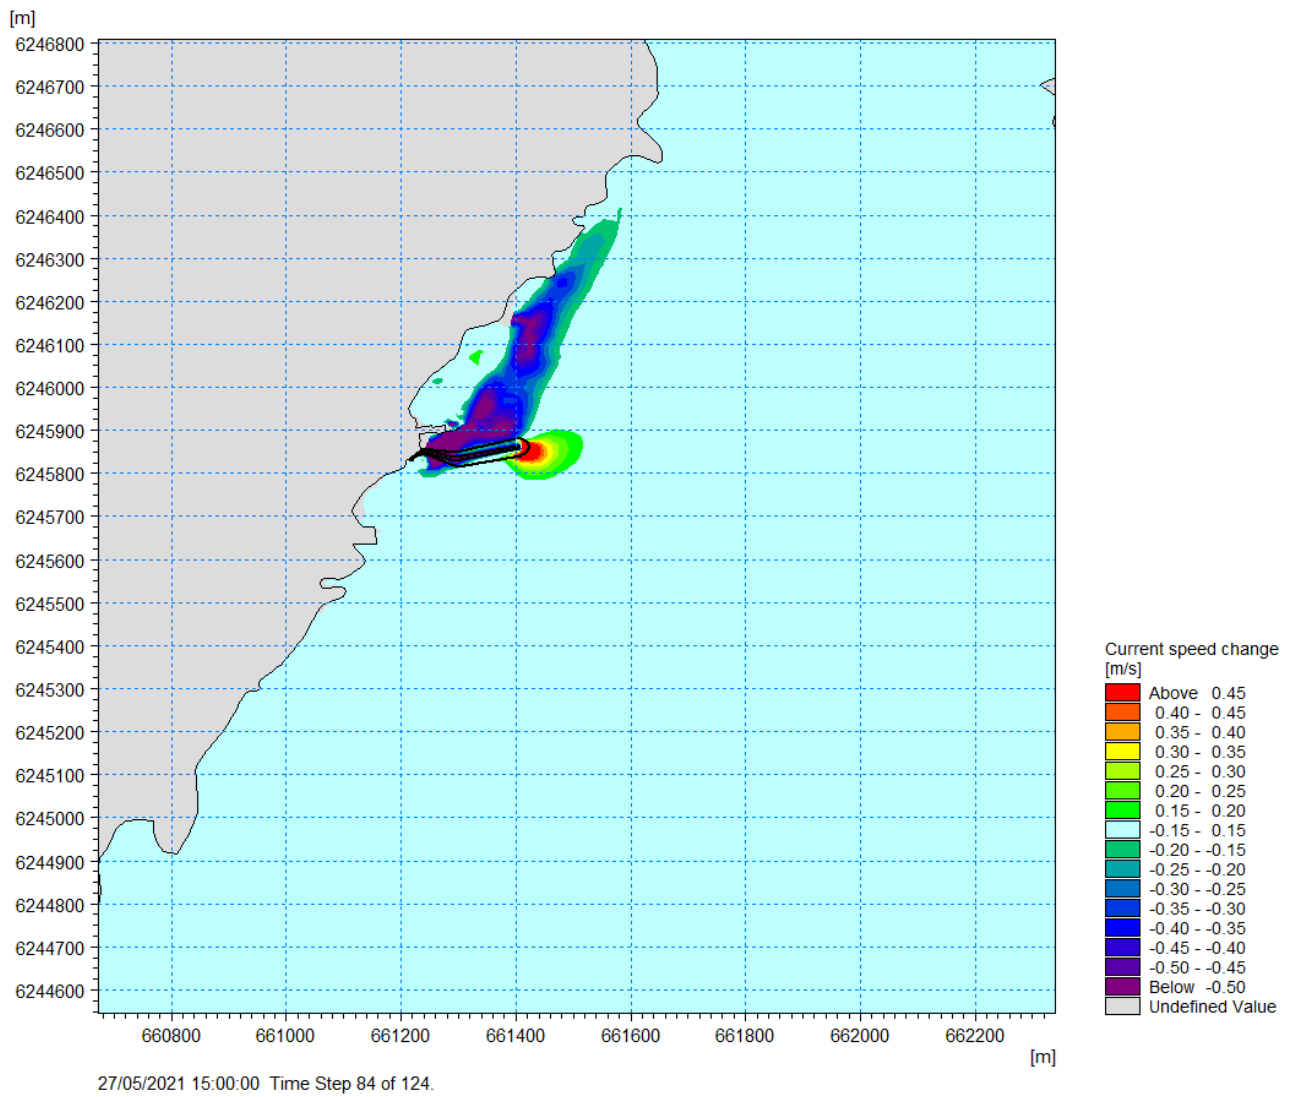 [m]
6246800
6246700
6246600
6246500
6246400
6246300
6246200
6246100
6246000
6245900
6245800
6245700
6245600
6245500
6245400
6245300
6245200
6245100
6245000
6244900
6244800
6244700
6244600
660800 661000 661200 661400 661600 661800 662000 662200
[m]
27/05/2021 15:00:00 Time Step 84 of 124.
Current speed change
[m/s]
Above 0.45
0.40 - 0.45
0.35 - 0.40
0.30 - 0.35
0.25 - 0.30
0.20 - 0.25
0.15 - 0.20
-0.15 - 0.15
-0.20 - -0.15
-0.25 - -0.20
-0.30 - -0.25
-0.35 - -0.30
-0.40 - -0.35
-0.45 - -0.40
-0.50 - -0.45
Below -0.50
Undefined Value